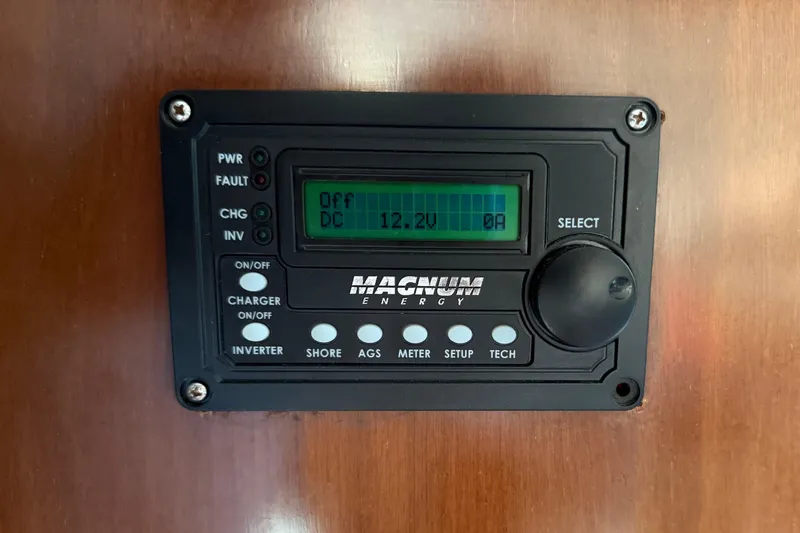 PWR
FAULT
CHG
INV
Off
DC 12.2V 0A
SELECT
ON/OFF
CHARGER
ON/OFF
INVERTER
MAGNUM
ENERGY
SHORE AGS METER SETUP TECH